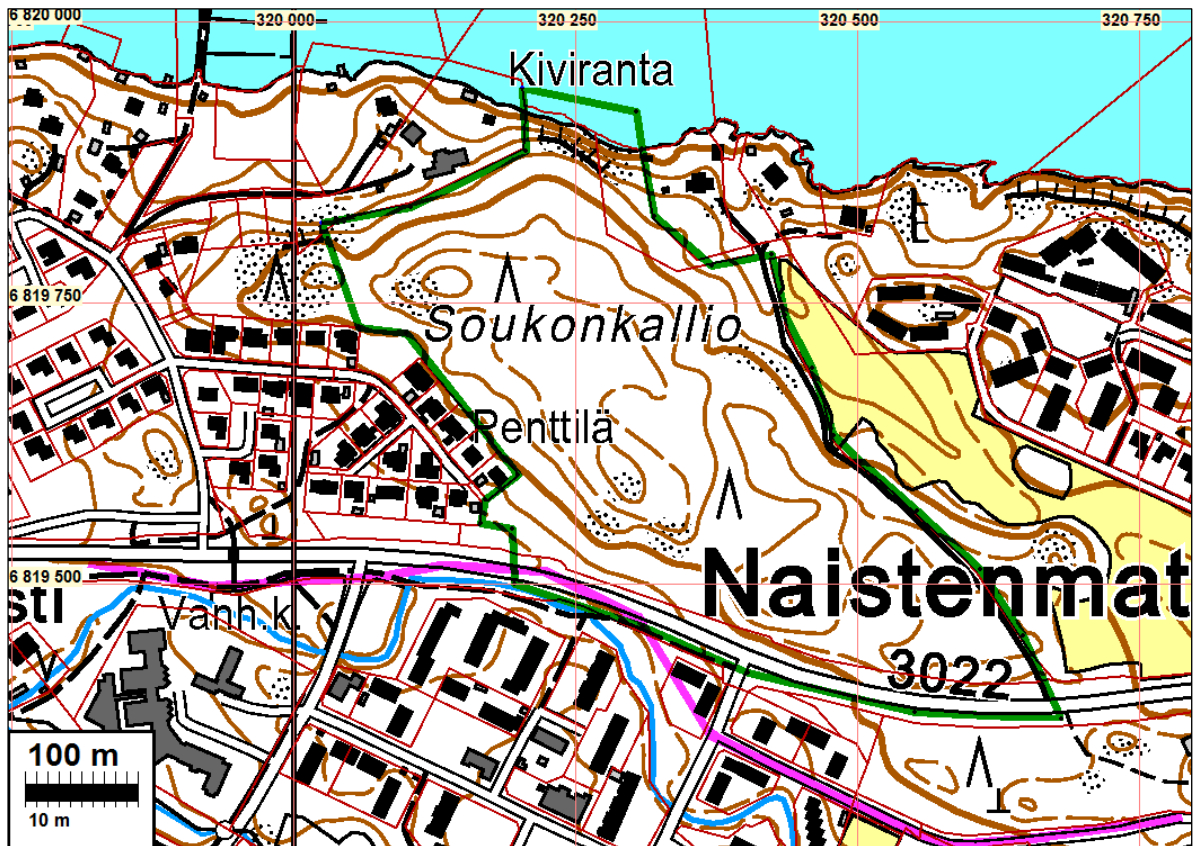 6 820 000
320 000
320 250
320 500
320 750
Kiviranta
6 819 750
Soukonkallio
Penttilä
6 819 500
sti
Vanh.k.
Naistenmat
3022
100 m
10 m